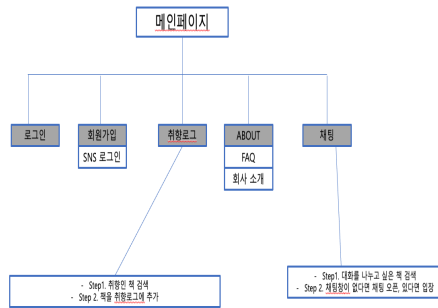 메인페이지
로그인
회원가입
취향로그
ABOUT
채팅
SNS 로그인
FAQ
회사 소개
- Step1. 취향인 책 검색
- Step 2. 책을 취향로그에 추가
- Step1. 대화를 나누고 싶은 책 검색
- Step 2. 채팅창이 없다면 채팅 오픈, 있다면 입장